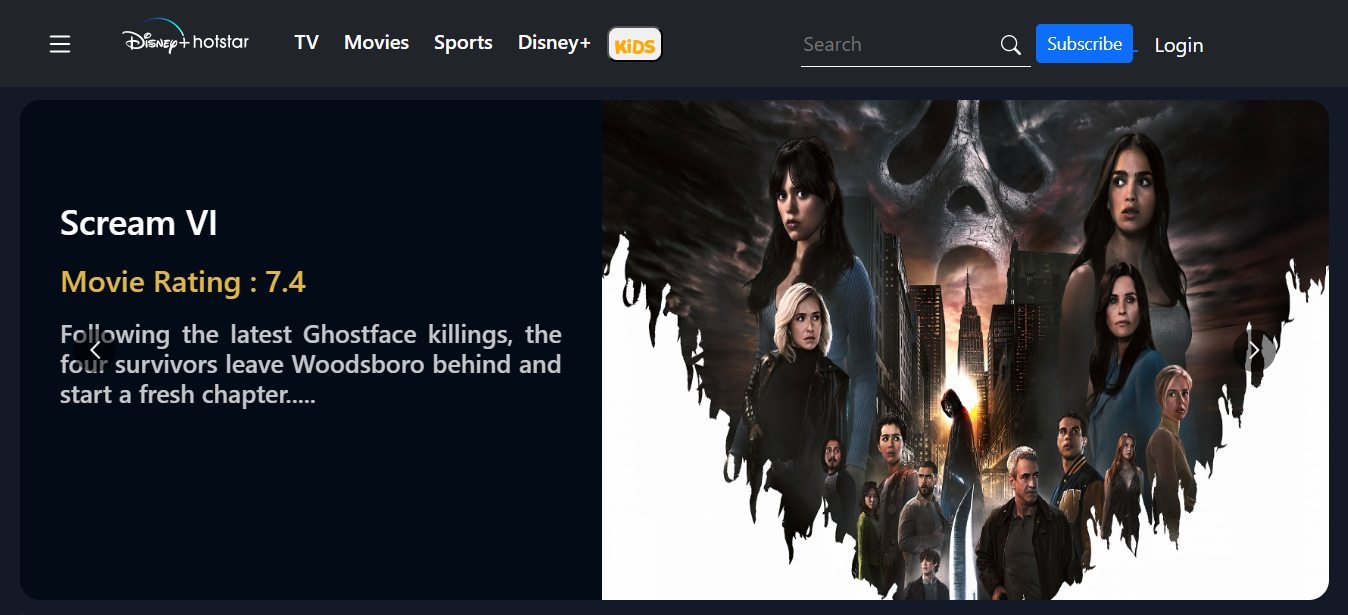 Disney+ hotstar TV Movies Sports Disney+ KiDS Search Subscribe Login
Scream VI
Movie Rating : 7.4
Following the latest Ghostface killings, the
four survivors leave Woodsboro behind and
start a fresh chapter.....